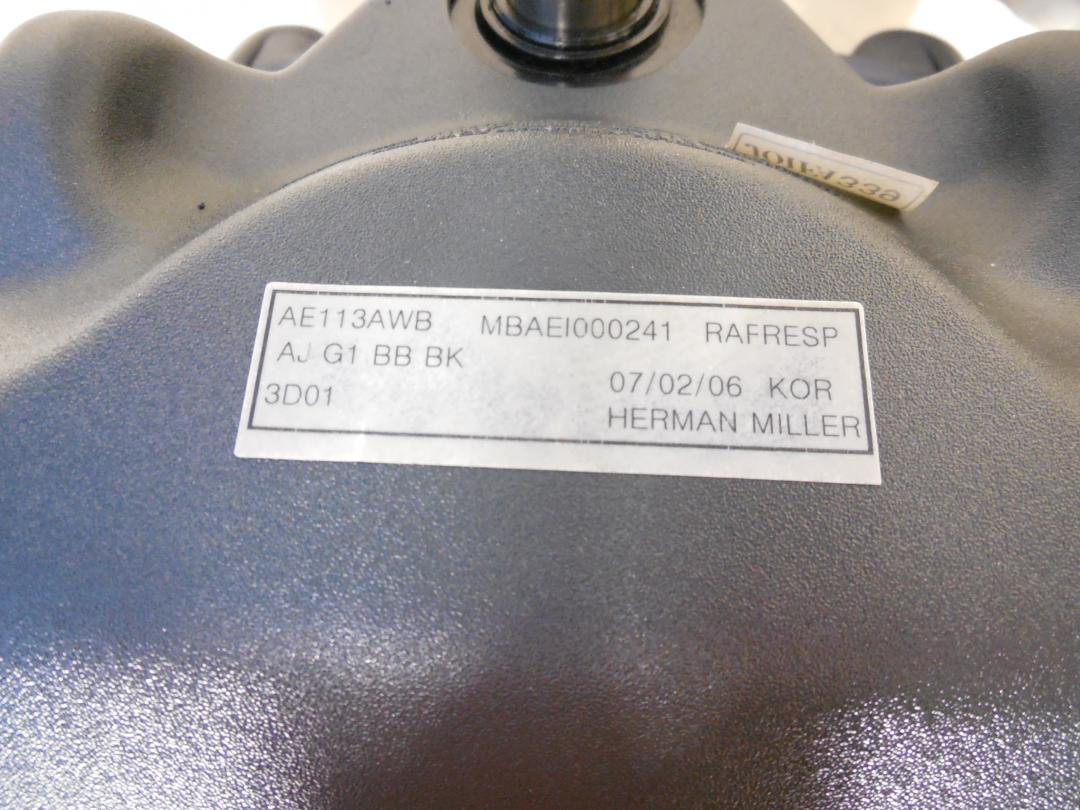 AE113AWB MBAEI000241 RAFRESP
AJ G1 BB BK
07/02/06 KOR
3D01
HERMAN MILLER